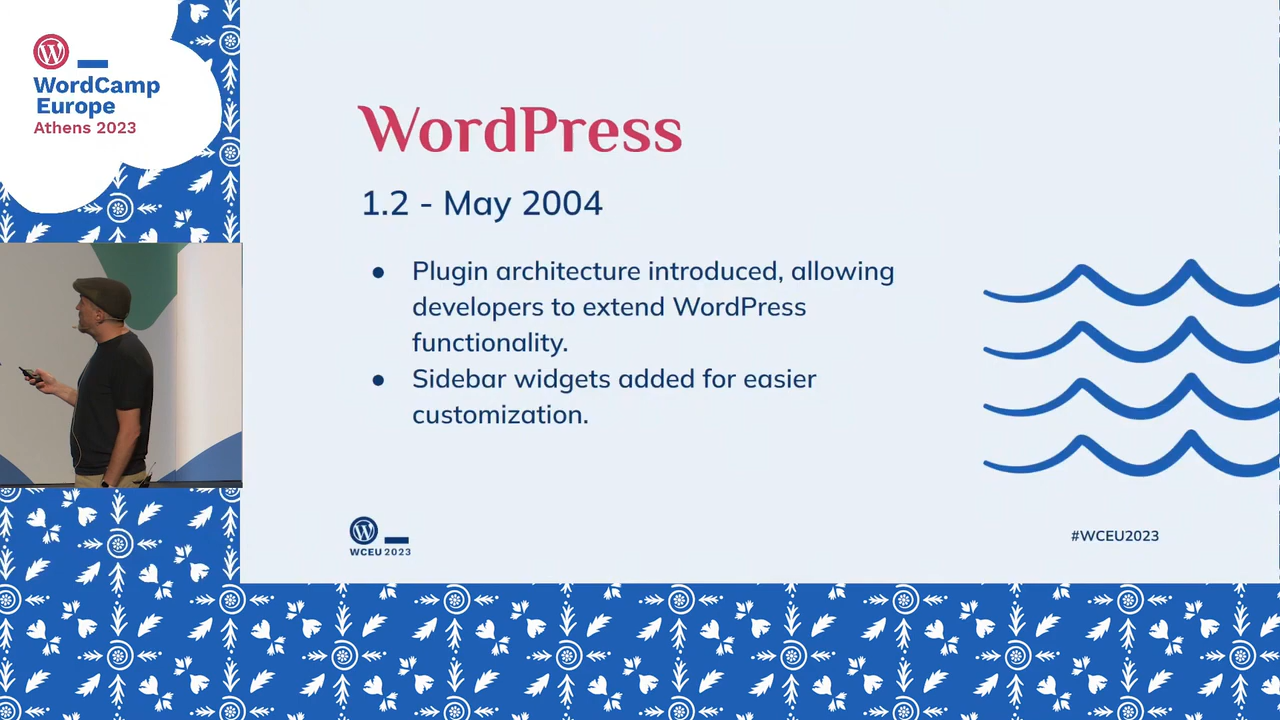 WordCamp
Europe
Athens 2023
WordPress
1.2 - May 2004
● Plugin architecture introduced, allowing
developers to extend WordPress
functionality.
● Sidebar widgets added for easier
customization.
WCEU 2023
#WCEU2023